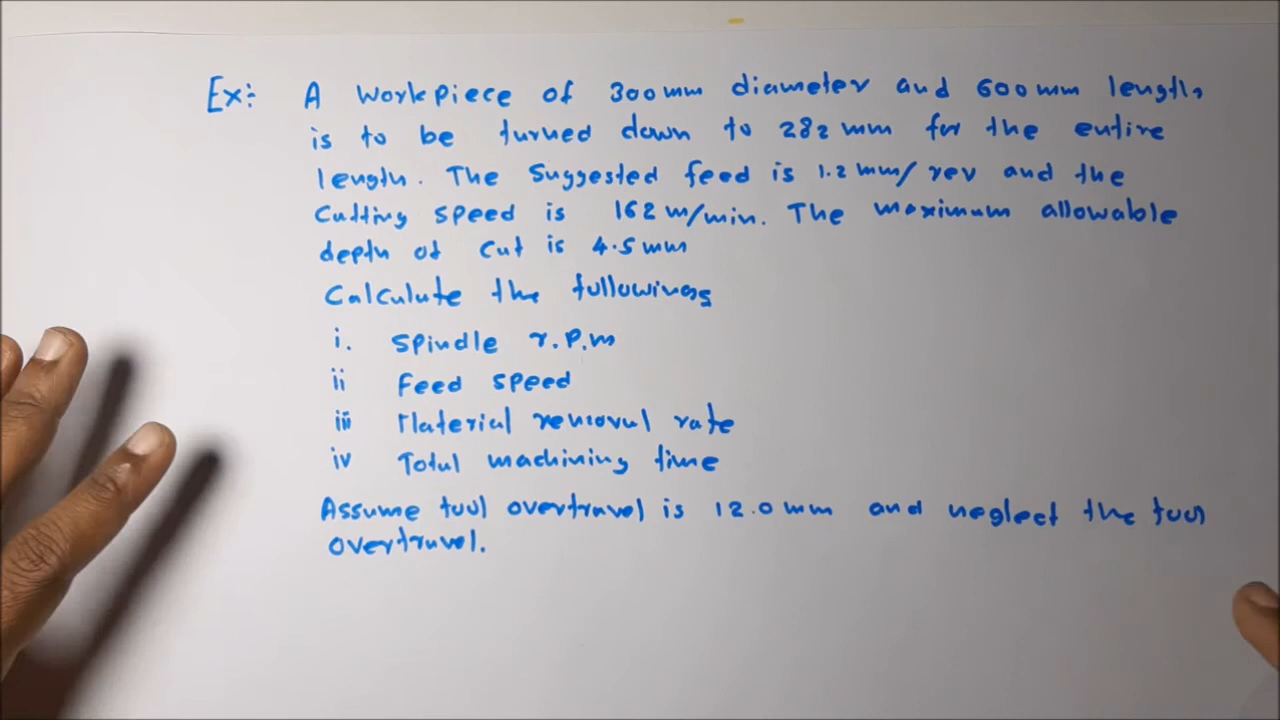 Ex:- A workpiece of 300mm diameter and 600mm length
is to be turned down to 282 mm for the entire
length. The suggested feed is 1.2mm/rev and the
Cutting speed is 162 m/min. The maximum allowable
depth of cut is 4.5mm
Calculate the followings
i. Spindle r.p.m
ii Feed speed
iii Material removal rate
iv Total machining time
Assume tool overtravel is 12.0mm and neglect the tool
overtravel.